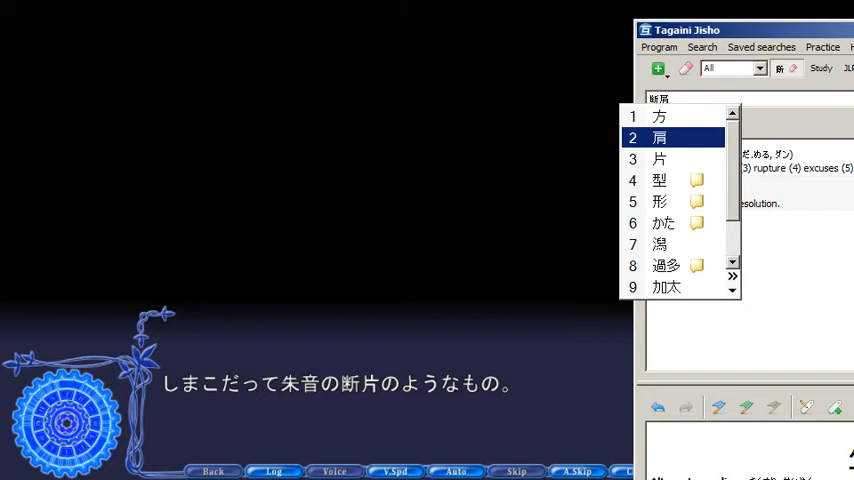 Tagaini Jisho
Program Search Saved searches Practice
All 断 Study
断肩
1 方
2 肩
3 片
4 型
5 形
6 かた
7 潟
8 過多
9 加太
だ.める, ダン)
(3) rupture (4) excuses (5)
esolution.
しまこだって朱音の断片のようなもの。
Back Log Voice V.Spd Auto Skip A.Skip